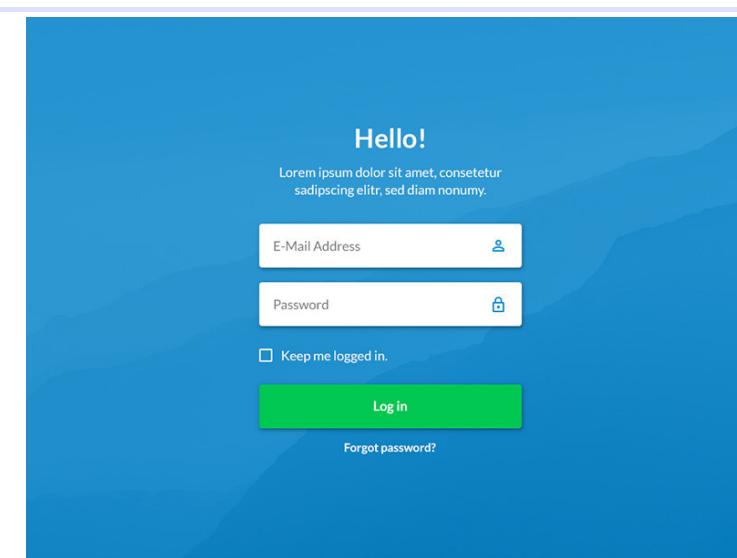 Hello!
Lorem ipsum dolor sit amet, consetetur
sadipscing elitr, sed diam nonumy.
E-Mail Address
Password
Keep me logged in.
Log in
Forgot password?